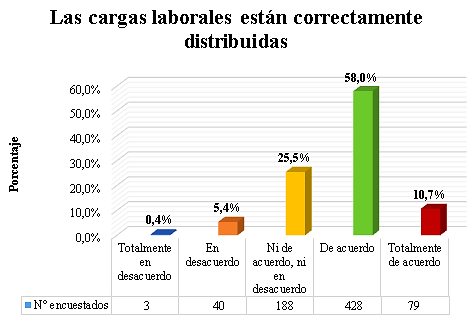 Las cargas laborales están correctamente
distribuidas
Porcentaje
60,0%
50,0%
40,0%
30,0%
20,0%
10,0%
0,0%
0,4%
5,4%
25,5%
58,0%
10,7%
Totalmente
en
desacuerdo
En
desacuerdo
Ni de
acuerdo, ni
en
desacuerdo
De acuerdo
Totalmente
de acuerdo
Nº encuestados 3 40 188 428 79